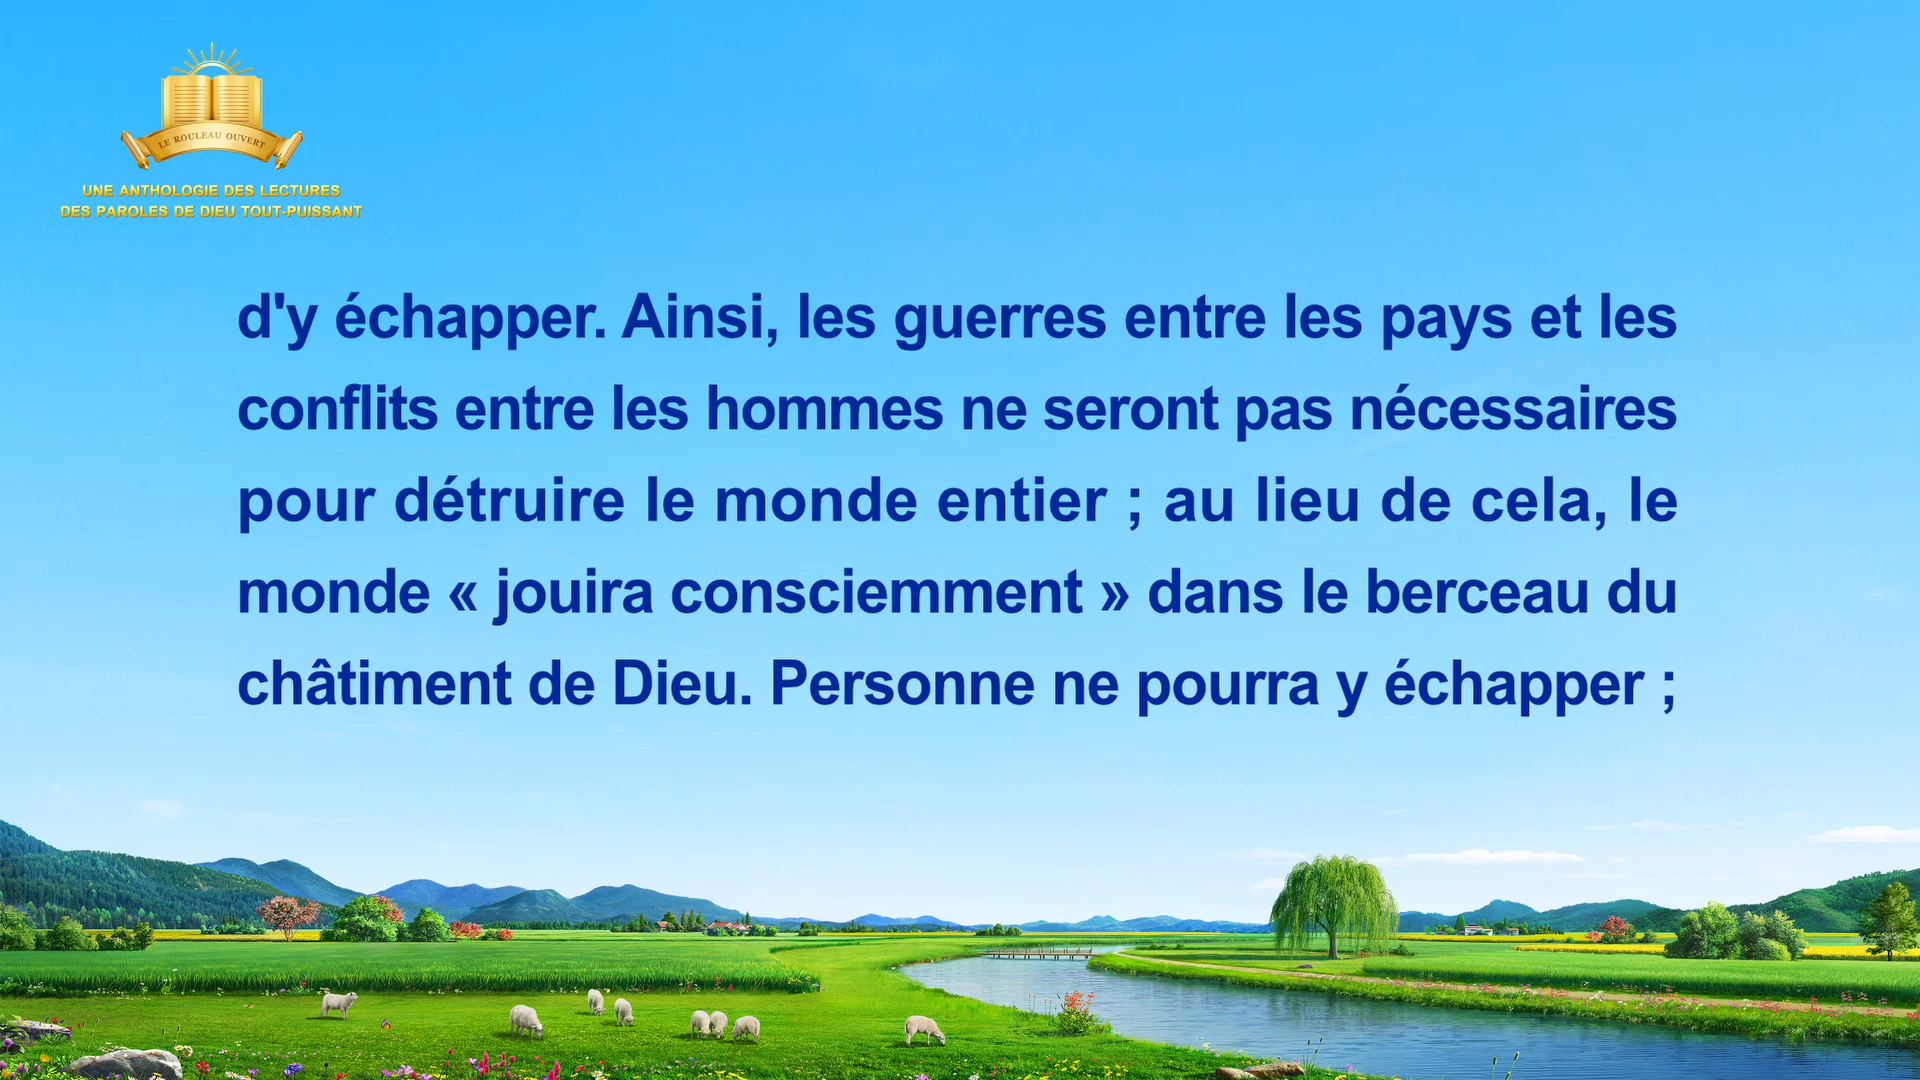 LE ROULEAU OUVERT
UNE ANTHOLOGIE DES LECTURES
DES PAROLES DE DIEU TOUT-PUISSANT
d'y échapper. Ainsi, les guerres entre les pays et les
conflits entre les hommes ne seront pas nécessaires
pour détruire le monde entier ; au lieu de cela, le
monde « jouira consciemment » dans le berceau du
châtiment de Dieu. Personne ne pourra y échapper ;